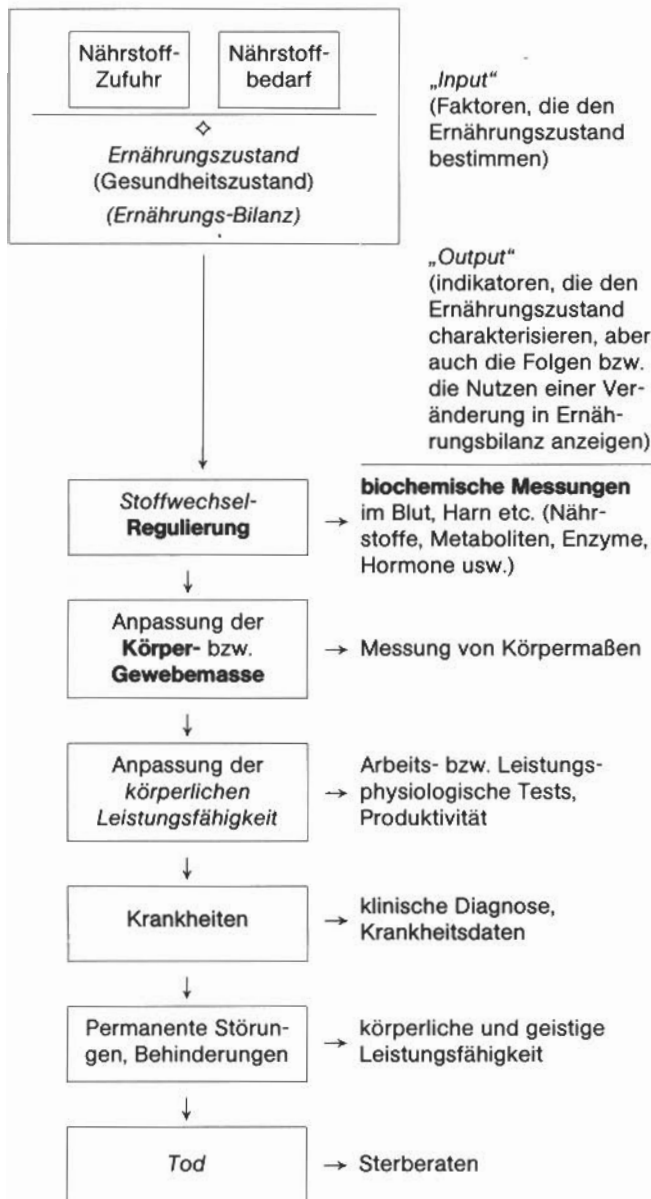 Nährstoff-
Zufuhr
Nährstoff-
bedarf
„Input“
(Faktoren, die den
Ernährungszustand
bestimmen)
Ernährungszustand
(Gesundheitszustand)
(Ernährungs-Bilanz)
„Output“
(indikatoren, die den
Ernährungszustand
charakterisieren, aber
auch die Folgen bzw.
die Nutzen einer Ver-
änderung in Ernäh-
rungsbilanz anzeigen)
Stoffwechsel-
Regulierung
→ biochemische Messungen
im Blut, Harn etc. (Nähr-
stoffe, Metaboliten, Enzyme,
Hormone usw.)
Anpassung der
Körper- bzw.
Gewebemasse
→ Messung von Körpermaßen
Anpassung der
körperlichen
Leistungsfähigkeit
→ Arbeits- bzw. Leistungs-
physiologische Tests,
Produktivität
Krankheiten
→ klinische Diagnose,
Krankheitsdaten
Permanente Störun-
gen, Behinderungen
→ körperliche und geistige
Leistungsfähigkeit
Tod
→ Sterberaten